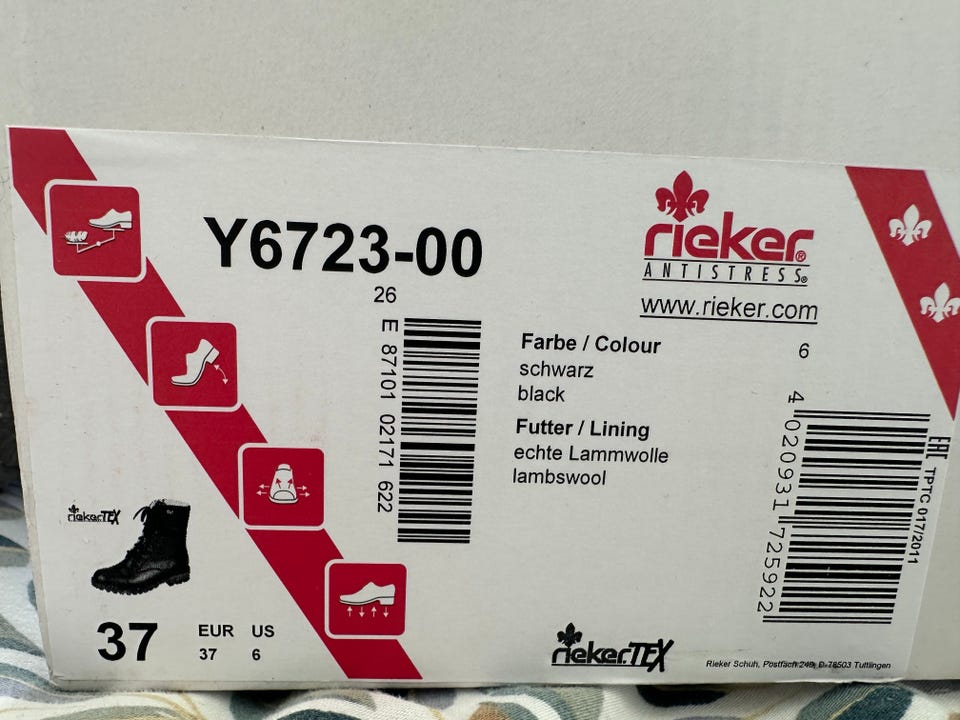 Y6723-00
26
E 87101 02171 622
rieker®
ANTISTRESS®
www.rieker.com
Farbe / Colour
schwarz
black
Futter / Lining
echte Lammwolle
lambswool
6
4 020931 725922
EAC TPTC 017/2011
riekerTEX
37
EUR US
37 6
riekerTEX
Rieker Schuh, Postfach 249, D-78503 Tuttlingen